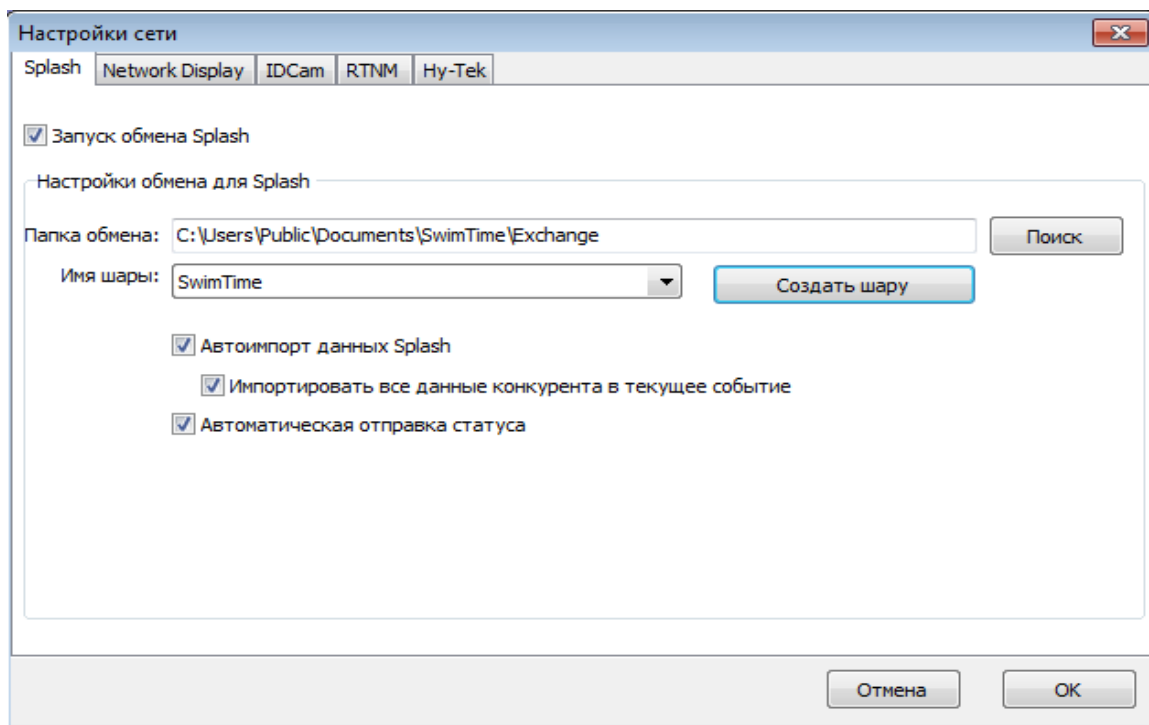 Настройки сети
Splash Network Display IDCam RTNM Hy-Tek
Запуск обмена Splash
Настройки обмена для Splash
Папка обмена: C:\Users\Public\Documents\SwimTime\Exchange Поиск
Имя шары: SwimTime Создать шару
Автоимпорт данных Splash
Импортировать все данные конкурента в текущее событие
Автоматическая отправка статуса
Отмена OK